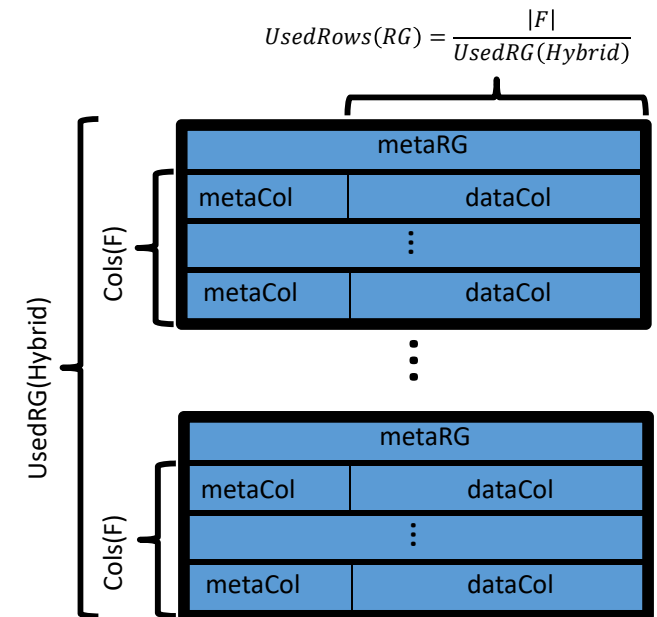 UsedRows(RG) = |F| / UsedRG(Hybrid)
metaRG
metaCol dataCol
⋮
metaCol dataCol
Cols(F)
⋮
UsedRG(Hybrid)
metaRG
metaCol dataCol
⋮
metaCol dataCol
Cols(F)